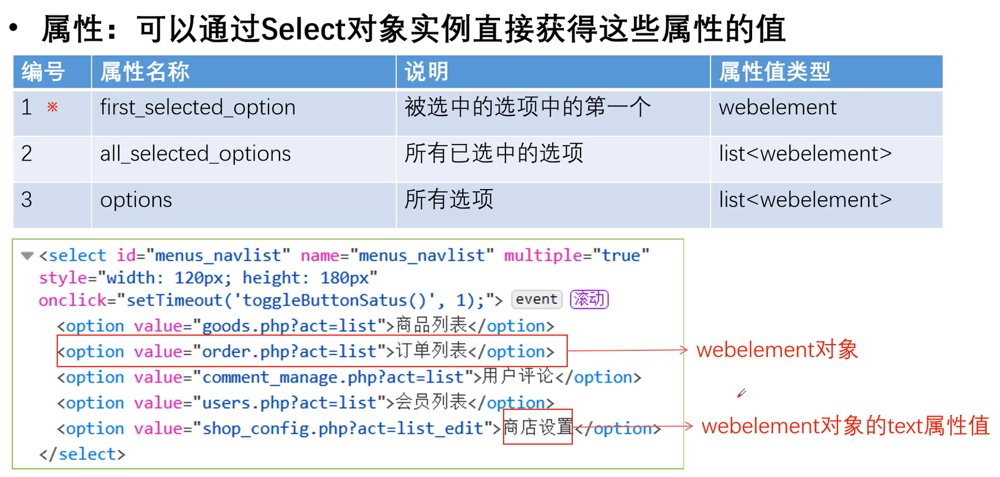 • 属性：可以通过Select对象实例直接获得这些属性的值
编号 属性名称 说明 属性值类型
1 ※ first_selected_option 被选中的选项中的第一个 webelement
2 all_selected_options 所有已选中的选项 list<webelement>
3 options 所有选项 list<webelement>
<select id="menus_navlist" name="menus_navlist" multiple="true"
style="width: 120px; height: 180px"
onclick="setTimeout('toggleButtonSatus()', 1);"> event 滚动
<option value="goods.php?act=list">商品列表</option>
<option value="order.php?act=list">订单列表</option> webelement对象
<option value="comment_manage.php?act=list">用户评论</option>
<option value="users.php?act=list">会员列表</option>
<option value="shop_config.php?act=list_edit">商店设置</option> webelement对象的text属性值
</select>